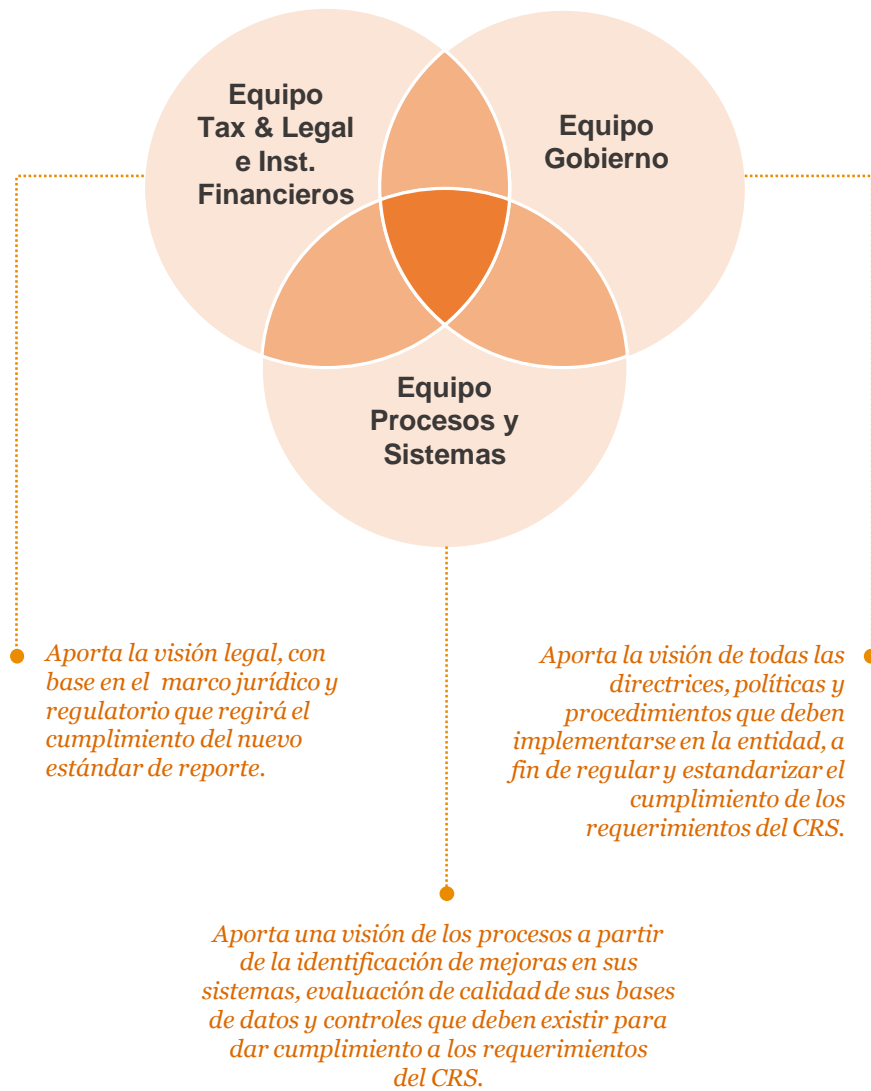 Equipo
Tax & Legal
e Inst.
Financieros
Equipo
Gobierno
Equipo
Procesos y
Sistemas
Aporta la visión legal, con
base en el marco jurídico y
regulatorio que regirá el
cumplimiento del nuevo
estándar de reporte.
Aporta la visión de todas las
directrices, políticas y
procedimientos que deben
implementarse en la entidad, a
fin de regular y estandarizar el
cumplimiento de los
requerimientos del CRS.
Aporta una visión de los procesos a partir
de la identificación de mejoras en sus
sistemas, evaluación de calidad de sus bases
de datos y controles que deben existir para
dar cumplimiento a los requerimientos
del CRS.